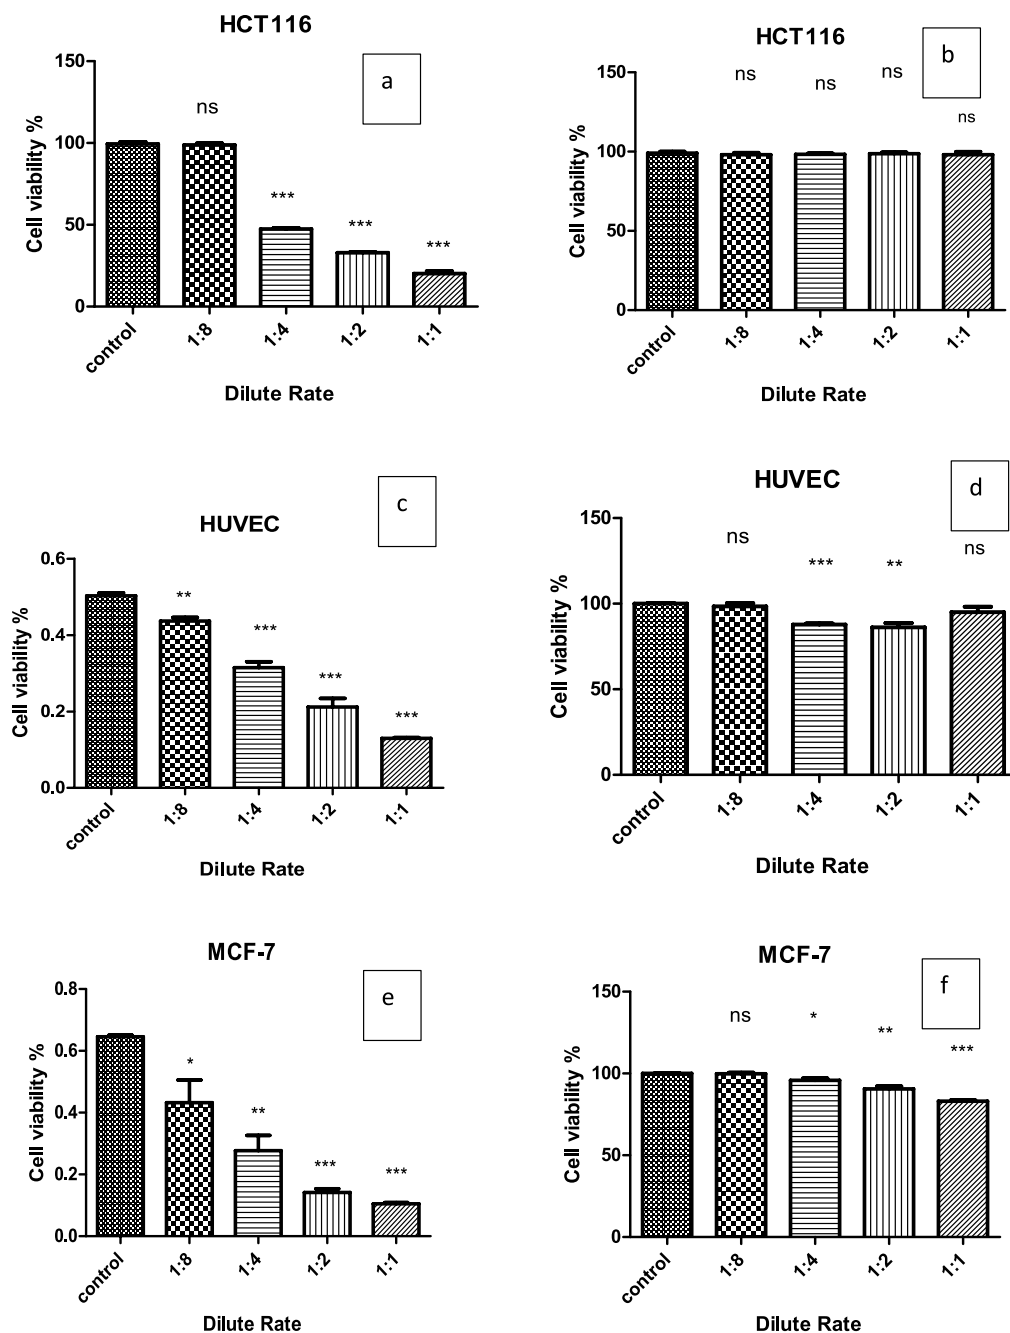 HCT116
a
Cell viability %
150
100
50
0
ns
***
***
***
control
1:8
1:4
1:2
1:1
Dilute Rate
HCT116
b
Cell viability %
150
100
50
0
ns
ns
ns
ns
control
1:8
1:4
1:2
1:1
Dilute Rate
HUVEC
c
Cell viability %
0.6
0.4
0.2
0.0
**
***
***
***
control
1:8
1:4
1:2
1:1
Dilute Rate
HUVEC
d
Cell viability %
150
100
50
0
ns
***
**
ns
control
1:8
1:4
1:2
1:1
Dilute Rate
MCF-7
e
Cell viability %
0.8
0.6
0.4
0.2
0.0
*
**
***
***
control
1:8
1:4
1:2
1:1
Dilute Rate
MCF-7
f
Cell viability %
150
100
50
0
ns
*
**
***
control
1:8
1:4
1:2
1:1
Dilute Rate